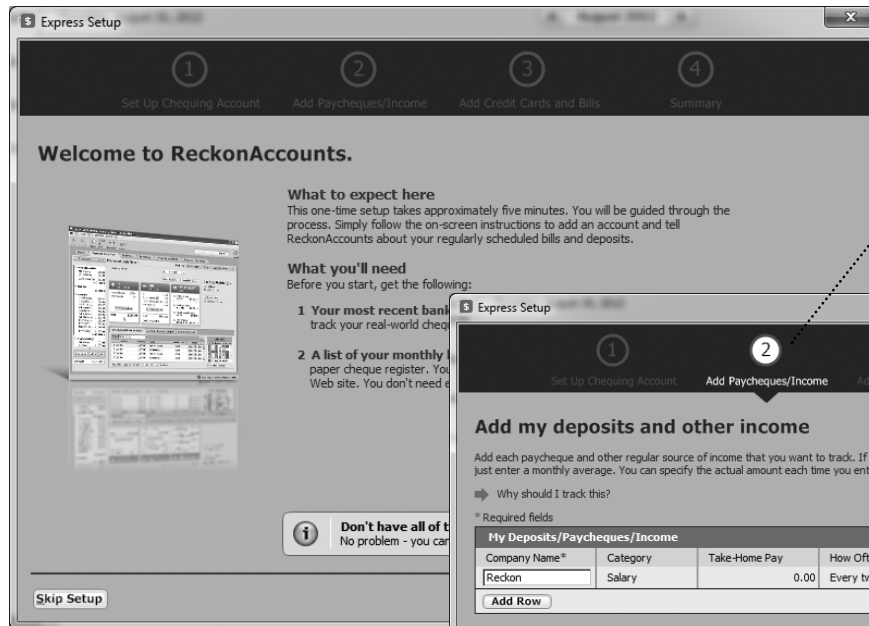 Express Setup
1
2
3
4
Set Up Chequing Account
Add Paycheques/Income
Add Credit Cards and Bills
Summary
Welcome to ReckonAccounts.
What to expect here
This one-time setup takes approximately five minutes. You will be guided through the
process. Simply follow the on-screen instructions to add an account and tell
ReckonAccounts about your regularly scheduled bills and deposits.
What you'll need
Before you start, get the following:
1 Your most recent bank
track your real-world
2 A list of your monthly
paper cheque register. You
Web site. You don't need
Don't have all of
No problem - you can
Skip Setup
Express Setup
1
2
Set Up Chequing Account
Add Paycheques/Income
Ad
Add my deposits and other income
Add each paycheque and other regular source of income that you want to track. If
just enter a monthly average. You can specify the actual amount each time you ent
Why should I track this?
* Required fields
My Deposits/Paycheques/Income
Company Name* Category Take-Home Pay How Oft
Reckon Salary 0.00 Every tw
Add Row